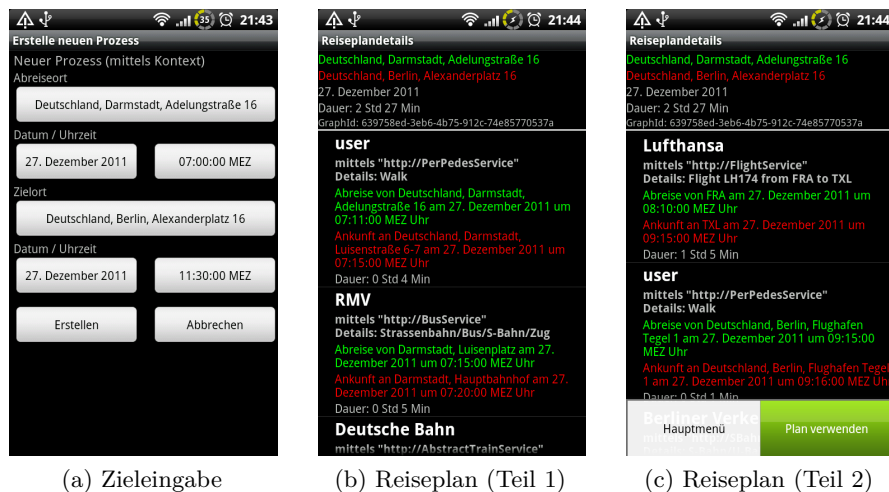 35 21:43
Erstelle neuen Prozess
Neuer Prozess (mittels Kontext)
Abreiseort
Deutschland, Darmstadt, Adelungstraße 16
Datum / Uhrzeit
27. Dezember 2011 07:00:00 MEZ
Zielort
Deutschland, Berlin, Alexanderplatz 16
Datum / Uhrzeit
27. Dezember 2011 11:30:00 MEZ
Erstellen Abbrechen
(a) Zieleingabe
21:44
Reiseplandetails
Deutschland, Darmstadt, Adelungstraße 16
Deutschland, Berlin, Alexanderplatz 16
27. Dezember 2011
Dauer: 2 Std 27 Min
GraphId: 639758ed-3eb6-4b75-912c-74e85770537a
user
mittels "http://PerPedesService"
Details: Walk
Abreise von Deutschland, Darmstadt,
Adelungstraße 16 am 27. Dezember 2011 um
07:11:00 MEZ Uhr
Ankunft an Deutschland, Darmstadt,
Luisenstraße 6-7 am 27. Dezember 2011 um
07:15:00 MEZ Uhr
Dauer: 0 Std 4 Min
RMV
mittels "http://BusService"
Details: Strassenbahn/Bus/S-Bahn/Zug
Abreise von Darmstadt, Luisenplatz am 27.
Dezember 2011 um 07:15:00 MEZ Uhr
Ankunft an Darmstadt, Hauptbahnhof am 27.
Dezember 2011 um 07:20:00 MEZ Uhr
Dauer: 0 Std 5 Min
Deutsche Bahn
mittels "http://AbstractTrainService"
(b) Reiseplan (Teil 1)
21:44
Reiseplandetails
Deutschland, Darmstadt, Adelungstraße 16
Deutschland, Berlin, Alexanderplatz 16
27. Dezember 2011
Dauer: 2 Std 27 Min
GraphId: 639758ed-3eb6-4b75-912c-74e85770537a
Lufthansa
mittels "http://FlightService"
Details: Flight LH174 from FRA to TXL
Abreise von FRA am 27. Dezember 2011 um
08:10:00 MEZ Uhr
Ankunft an TXL am 27. Dezember 2011 um
09:15:00 MEZ Uhr
Dauer: 1 Std 5 Min
user
mittels "http://PerPedesService"
Details: Walk
Abreise von Deutschland, Berlin, Flughafen
Tegel 1 am 27. Dezember 2011 um 09:15:00
MEZ Uhr
Ankunft an Deutschland, Berlin, Flughafen Tegel
1 am 27. Dezember 2011 um 09:16:00 MEZ Uhr
Dauer: 0 Std 1 Min
Berliner Verke
Hauptmenü Plan verwenden
(c) Reiseplan (Teil 2)